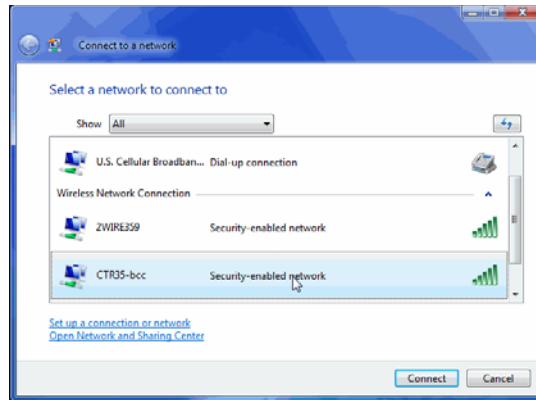 Connect to a network
Select a network to connect to
Show All
U.S. Cellular Broadban... Dial-up connection
Wireless Network Connection
2WIRE359 Security-enabled network
CTR35-bcc Security-enabled network
Set up a connection or network
Open Network and Sharing Center
Connect Cancel